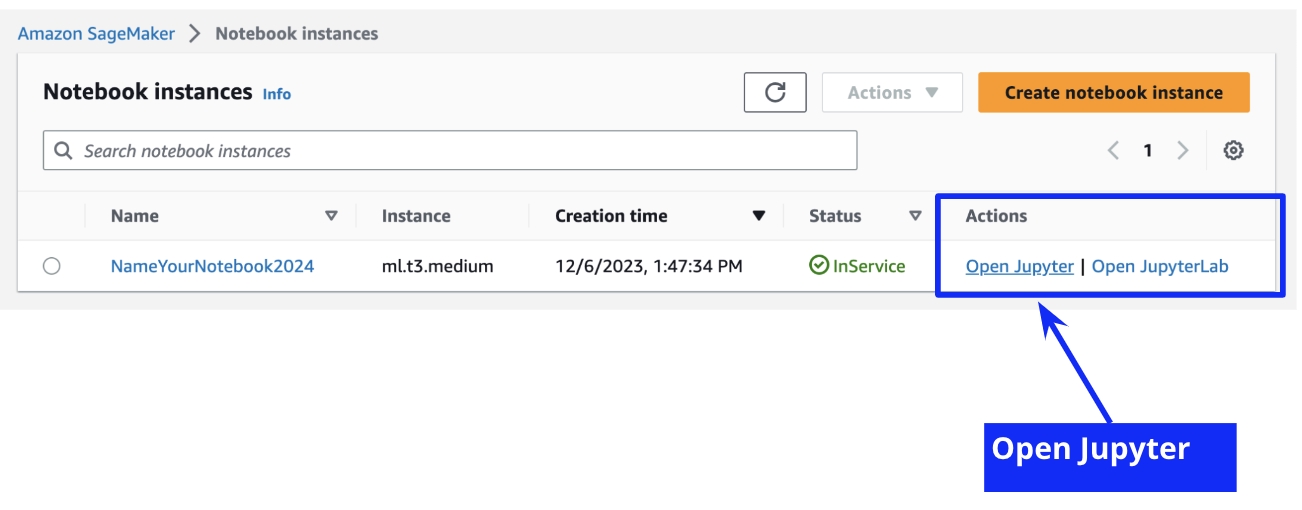 Amazon SageMaker > Notebook instances
Notebook instances Info
Actions
Create notebook instance
Search notebook instances
1
Name Instance Creation time Status Actions
NameYourNotebook2024 ml.t3.medium 12/6/2023, 1:47:34 PM InService Open Jupyter | Open JupyterLab
Open Jupyter